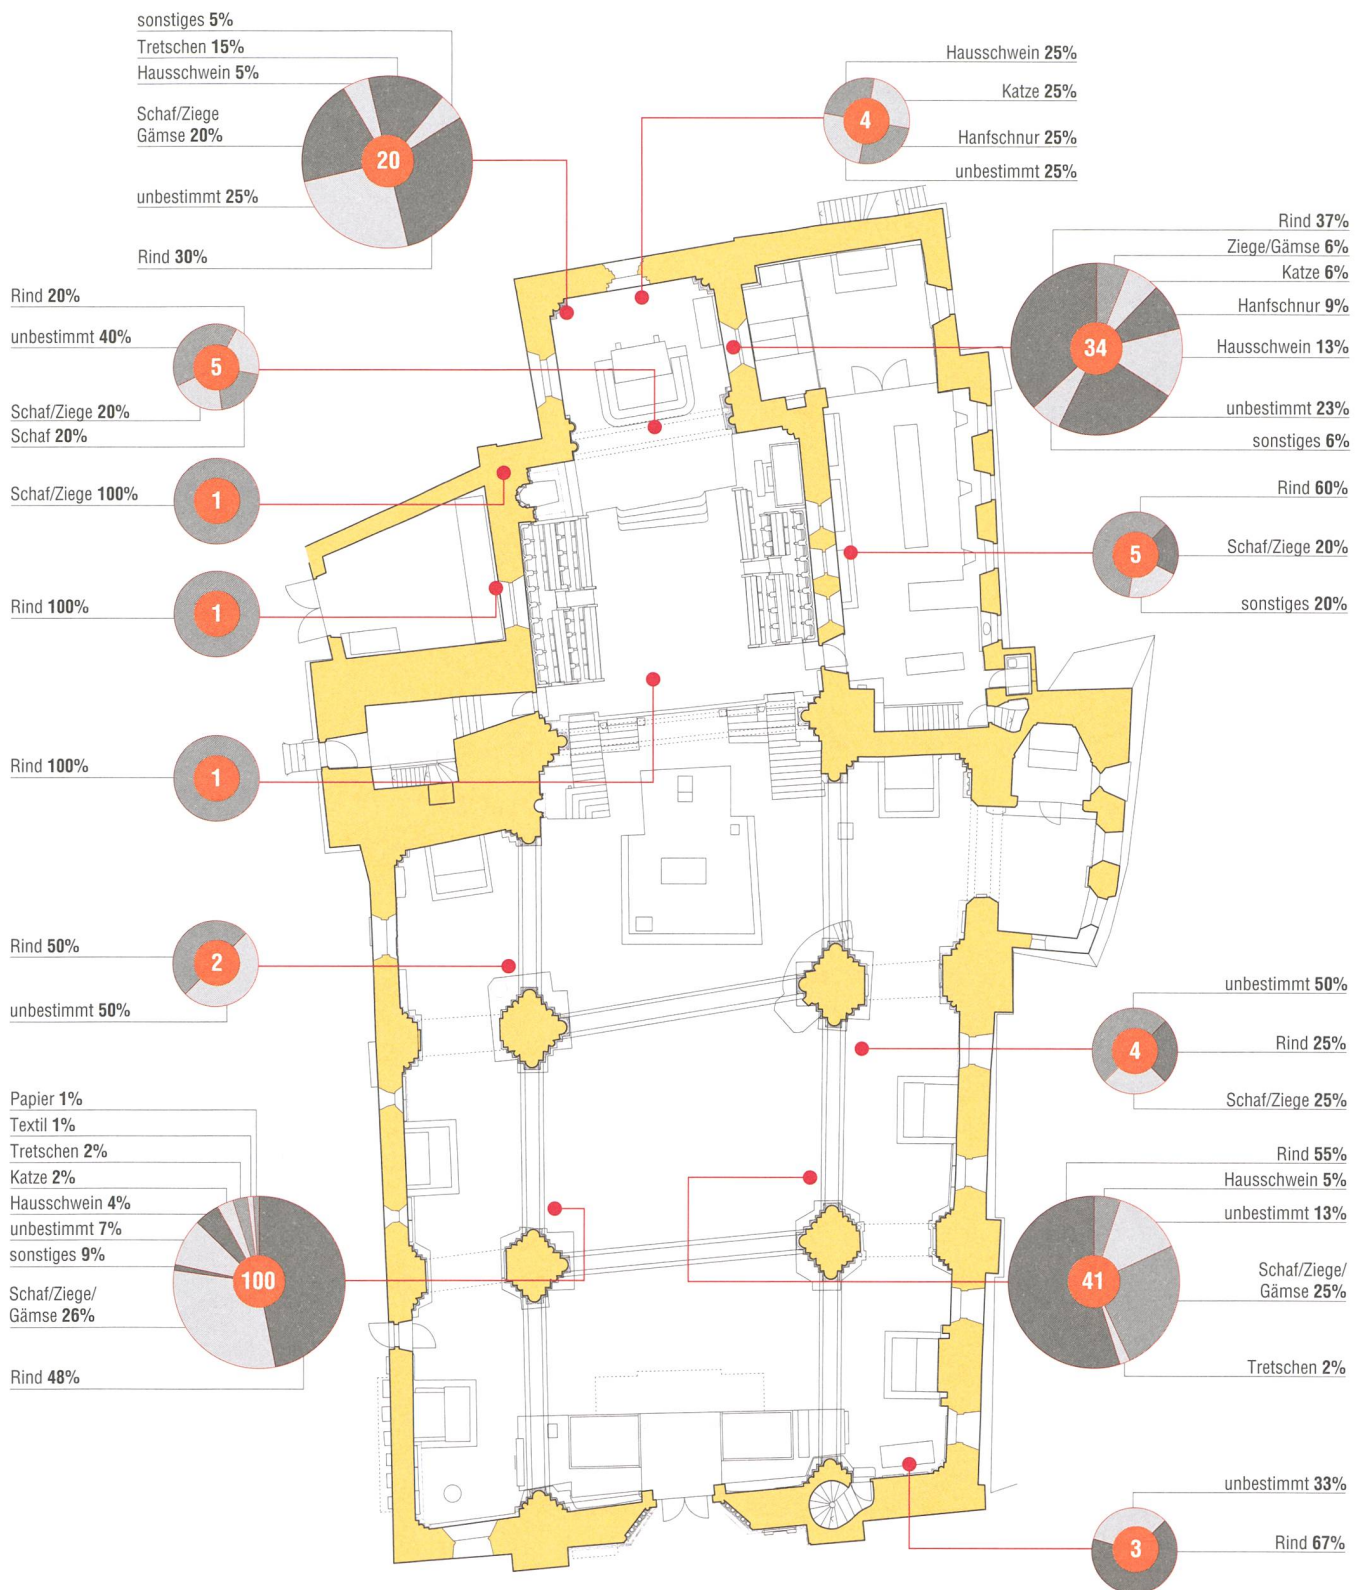 sonstiges 5%
Tretschen 15%
Hausschwein 5%
Schaf/Ziege
Gämse 20%
unbestimmt 25%
Rind 30%
20
Hausschwein 25%
Katze 25%
Hanfschnur 25%
unbestimmt 25%
4
Rind 37%
Ziege/Gämse 6%
Katze 6%
Hanfschnur 9%
Hausschwein 13%
unbestimmt 23%
sonstiges 6%
34
Rind 20%
unbestimmt 40%
Schaf/Ziege 20%
Schaf 20%
5
Schaf/Ziege 100%
1
Rind 100%
1
Rind 60%
Schaf/Ziege 20%
sonstiges 20%
5
Rind 100%
1
Rind 50%
unbestimmt 50%
2
unbestimmt 50%
Rind 25%
Schaf/Ziege 25%
4
Papier 1%
Textil 1%
Tretschen 2%
Katze 2%
Hausschwein 4%
unbestimmt 7%
sonstiges 9%
Schaf/Ziege/
Gämse 26%
Rind 48%
100
Rind 55%
Hausschwein 5%
unbestimmt 13%
Schaf/Ziege/
Gämse 25%
Tretschen 2%
41
unbestimmt 33%
Rind 67%
3